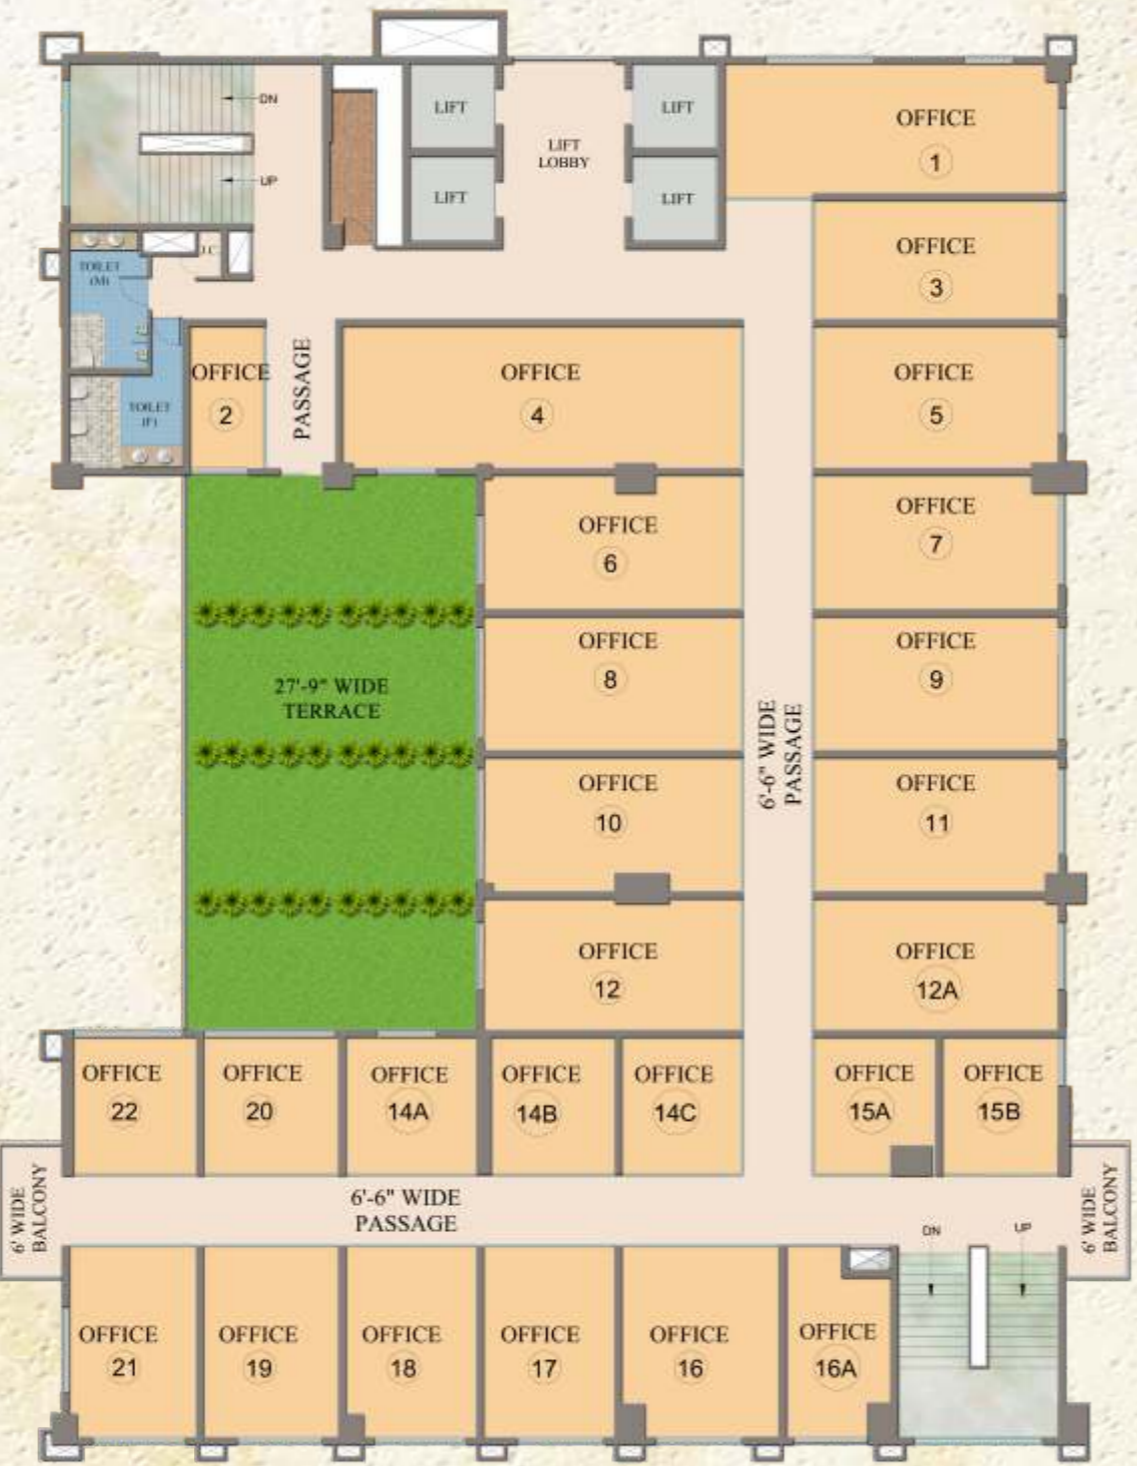 DN
UP
LIFT
LIFT
LIFT
LOBBY
LIFT
LIFT
OFFICE
1
TOILET
(M)
OFFICE
3
TOILET
(F)
OFFICE
2
PASSAGE
OFFICE
4
OFFICE
5
OFFICE
6
OFFICE
7
27'-9" WIDE
TERRACE
OFFICE
8
6'-6" WIDE
PASSAGE
OFFICE
9
OFFICE
10
OFFICE
11
OFFICE
12
OFFICE
12A
OFFICE
22
OFFICE
20
OFFICE
14A
OFFICE
14B
OFFICE
14C
OFFICE
15A
OFFICE
15B
6' WIDE
BALCONY
6'-6" WIDE
PASSAGE
DN
UP
6' WIDE
BALCONY
OFFICE
21
OFFICE
19
OFFICE
18
OFFICE
17
OFFICE
16
OFFICE
16A